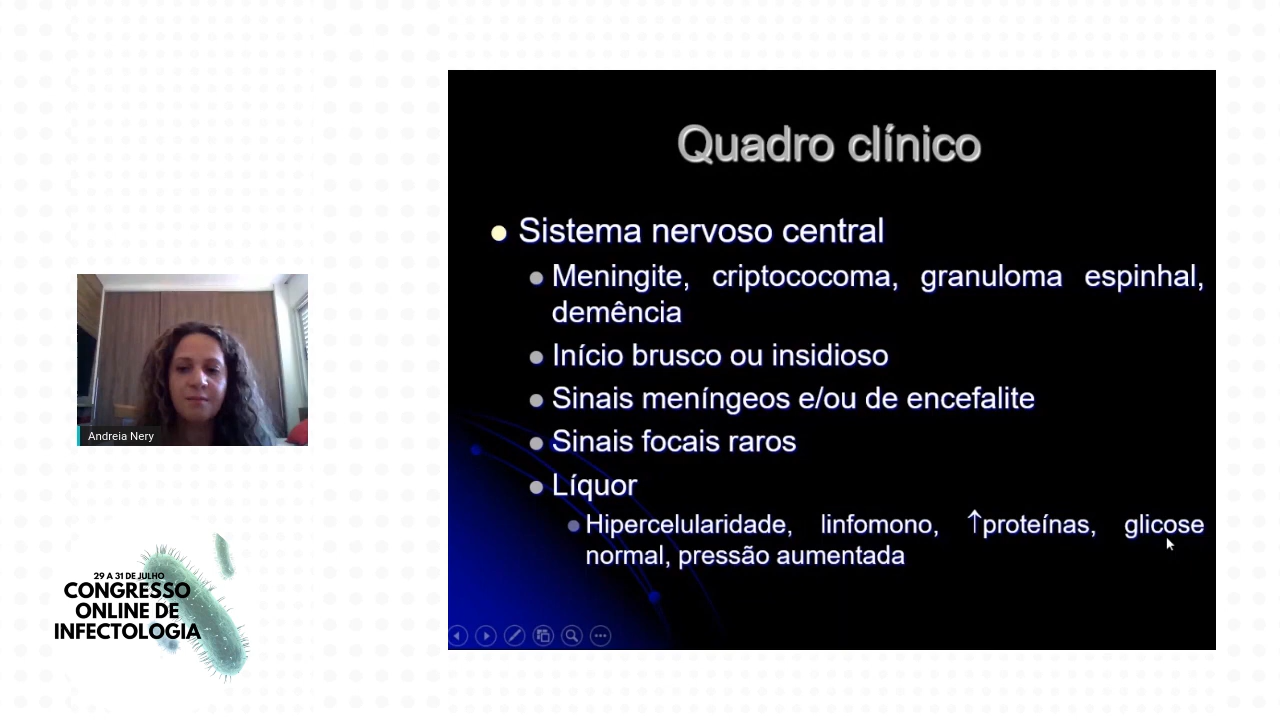 Quadro clínico
Sistema nervoso central
Meningite, criptococoma, granuloma espinhal,
demência
Início brusco ou insidioso
Sinais meníngeos e/ou de encefalite
Sinais focais raros
Líquor
Hipercelularidade, linfomono, ↑proteínas, glicose
normal, pressão aumentada
Andreia Nery
29 A 31 DE JULHO
CONGRESSO
ONLINE DE
INFECTOLOGIA